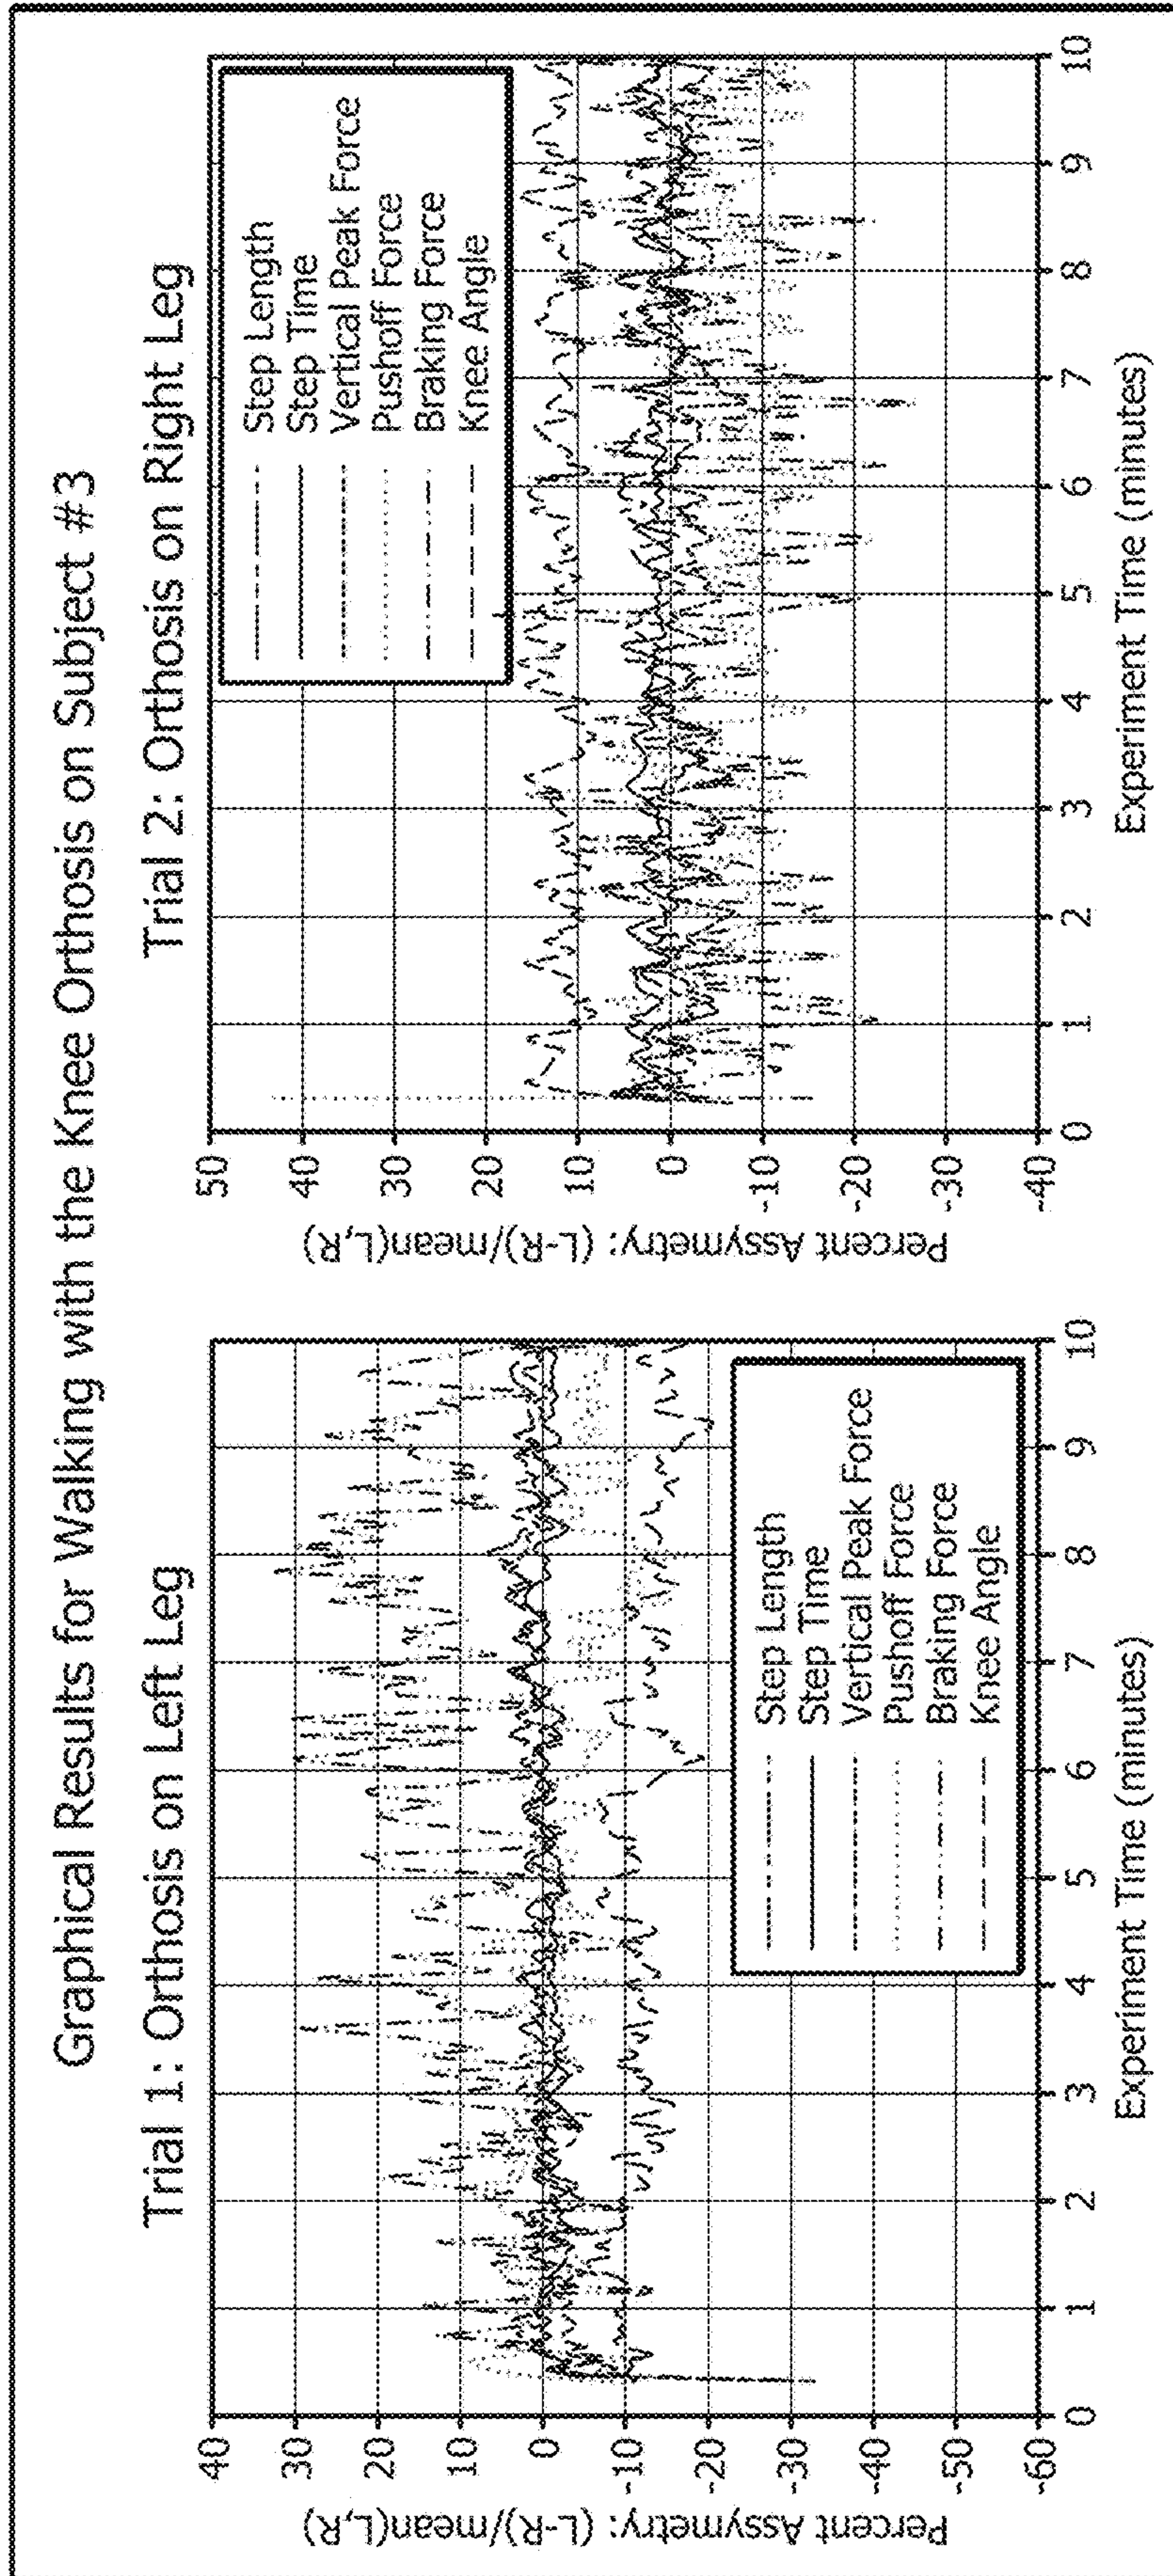 Graphical Results for Walking with the Knee Orthosis on Subject #3
Trial 1: Orthosis on Left Leg
Percent Assymetry: (L-R)/mean(L,R)
40
30
20
10
0
-10
-20
-30
-40
-50
-60
Step Length
Step Time
Vertical Peak Force
Pushoff Force
Braking Force
Knee Angle
0 1 2 3 4 5 6 7 8 9 10
Experiment Time (minutes)
Trial 2: Orthosis on Right Leg
Percent Assymetry: (L-R)/mean(L,R)
50
40
30
20
10
0
-10
-20
-30
-40
Step Length
Step Time
Vertical Peak Force
Pushoff Force
Braking Force
Knee Angle
0 1 2 3 4 5 6 7 8 9 10
Experiment Time (minutes)